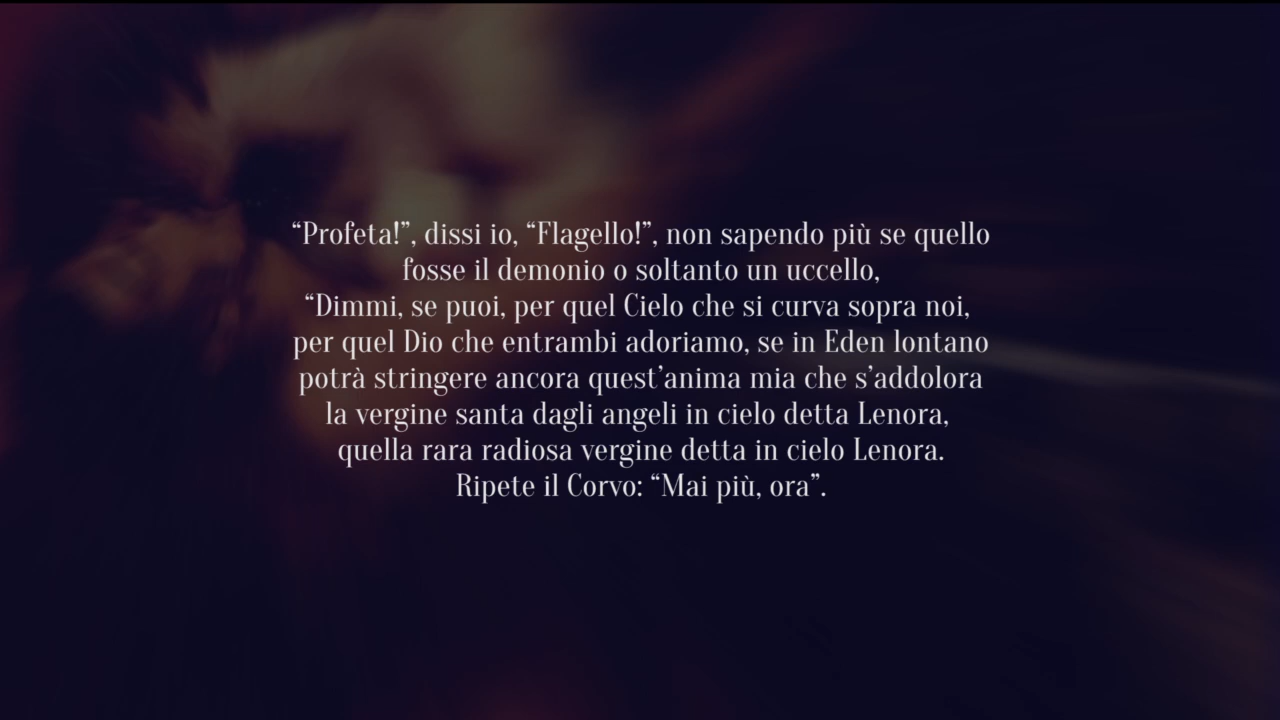 “Profeta!”, dissi io, “Flagello!”, non sapendo più se quello
fosse il demonio o soltanto un uccello,
“Dimmi, se puoi, per quel Cielo che si curva sopra noi,
per quel Dio che entrambi adoriamo, se in Eden lontano
potrà stringere ancora quest’anima mia che s’addolora
la vergine santa dagli angeli in cielo detta Lenora,
quella rara radiosa vergine detta in cielo Lenora.
Ripete il Corvo: “Mai più, ora”.